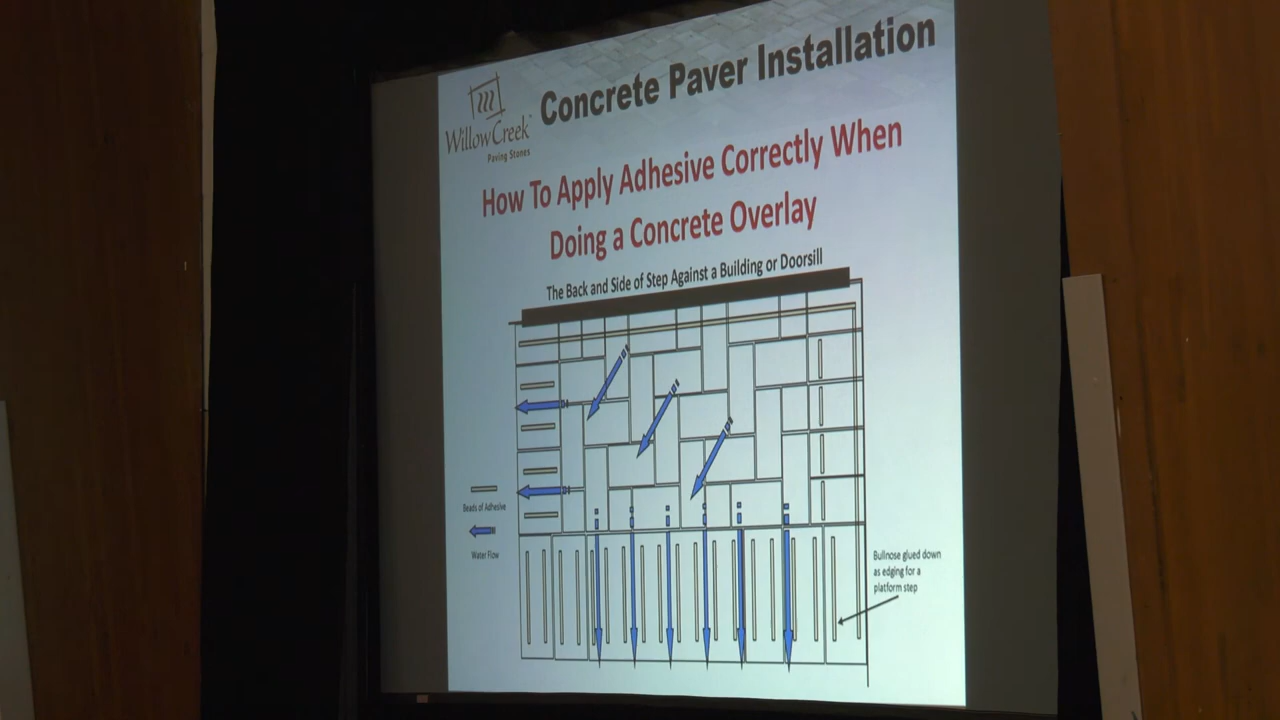 Concrete Paver Installation
WillowCreek
Paving Stones
How To Apply Adhesive Correctly When
Doing a Concrete Overlay
The Back and Side of Step Against a Building or Doorsill
Beads of Adhesive
Water Flow
Bullnose glued down
as edging for a
platform step